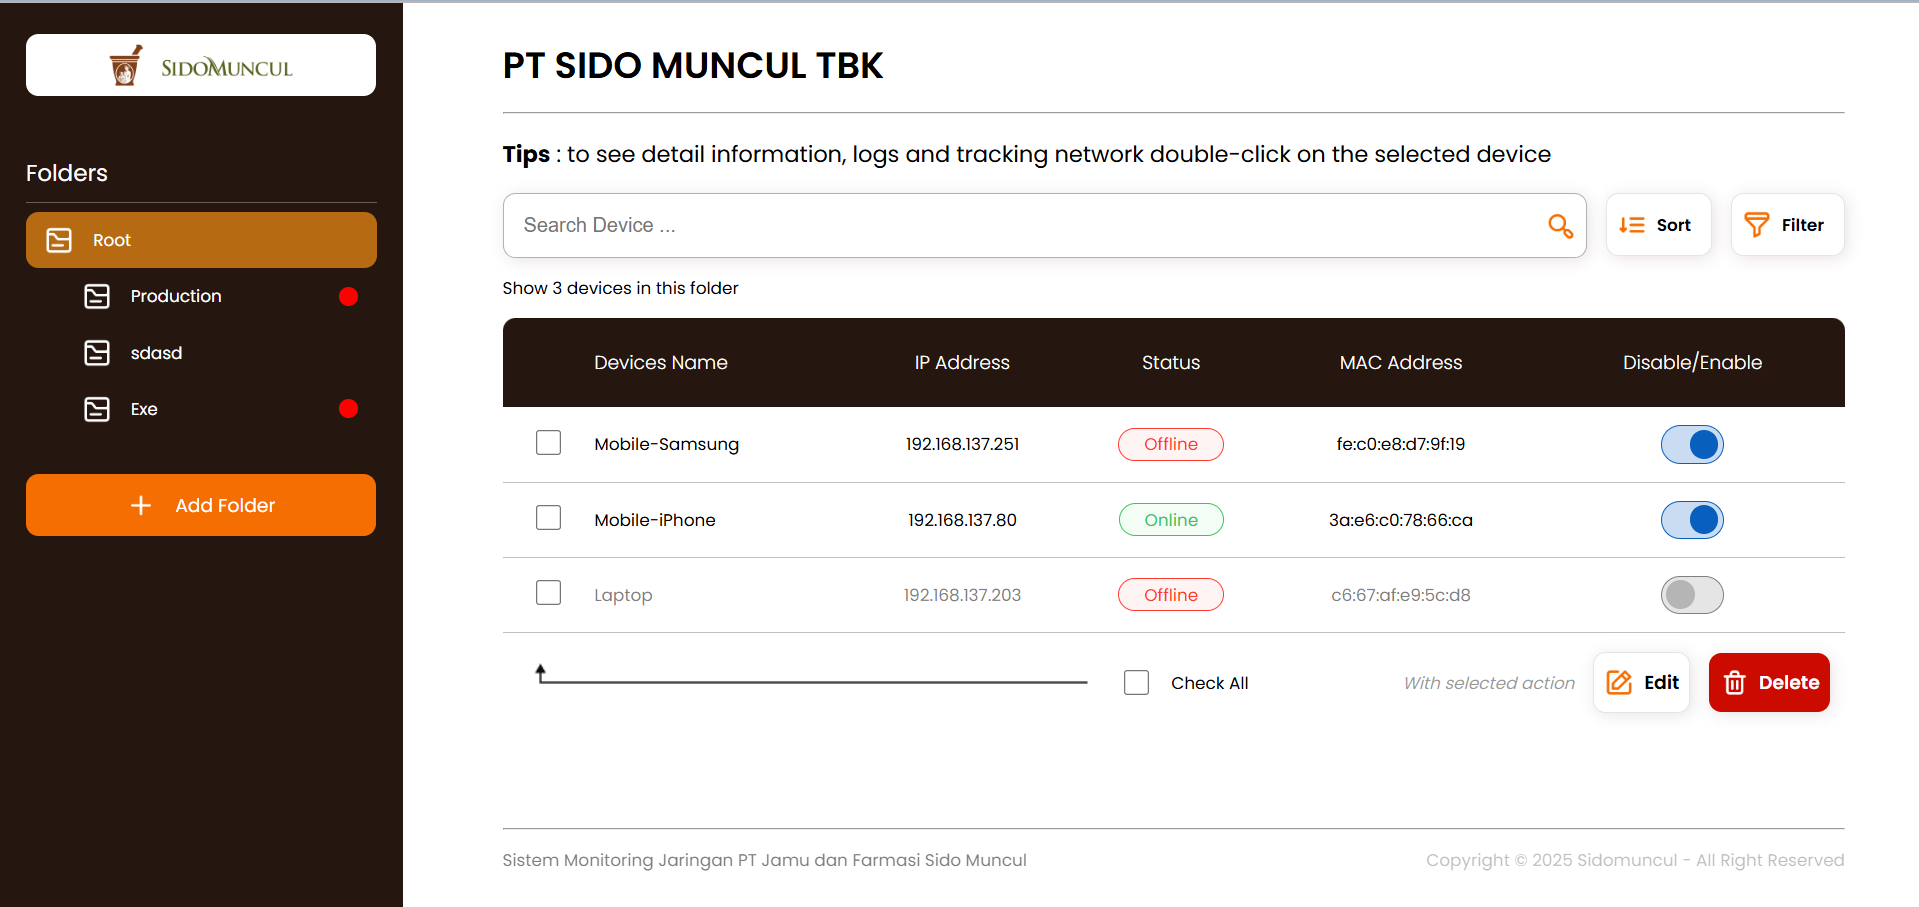 SIDOMUNCUL
Folders
Root
Production
sdasd
Exe
Add Folder
PT SIDO MUNCUL TBK
Tips : to see detail information, logs and tracking network double-click on the selected device
Search Device ...
Sort
Filter
Show 3 devices in this folder
Devices Name IP Address Status MAC Address Disable/Enable
Mobile-Samsung 192.168.137.251 Offline fe:c0:e8:d7:9f:19
Mobile-iPhone 192.168.137.80 Online 3a:e6:c0:78:66:ca
Laptop 192.168.137.203 Offline c6:67:af:e9:5c:d8
Check All With selected action Edit Delete
Sistem Monitoring Jaringan PT Jamu dan Farmasi Sido Muncul
Copyright © 2025 Sidomuncul - All Right Reserved